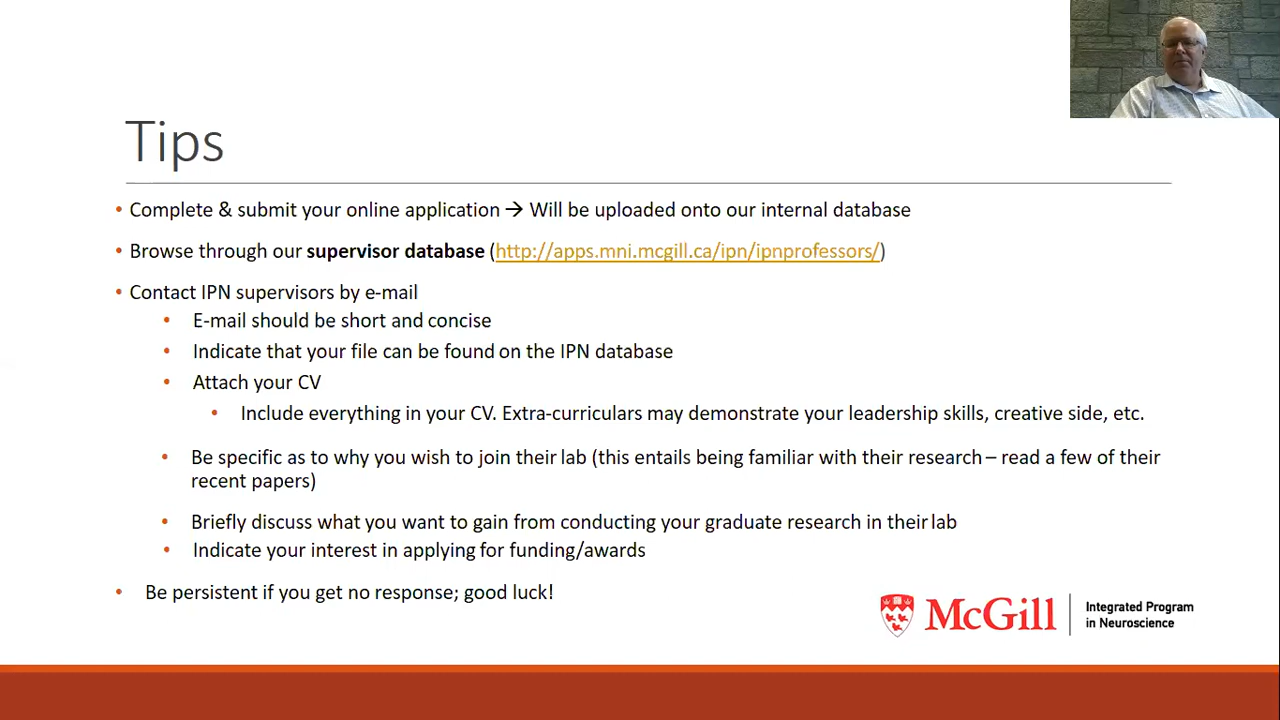 Tips
• Complete & submit your online application → Will be uploaded onto our internal database
• Browse through our supervisor database (http://apps.mni.mcgill.ca/ipn/ipnprofessors/)
• Contact IPN supervisors by e-mail
• E-mail should be short and concise
• Indicate that your file can be found on the IPN database
• Attach your CV
• Include everything in your CV. Extra-curriculars may demonstrate your leadership skills, creative side, etc.
• Be specific as to why you wish to join their lab (this entails being familiar with their research – read a few of their
recent papers)
• Briefly discuss what you want to gain from conducting your graduate research in their lab
• Indicate your interest in applying for funding/awards
• Be persistent if you get no response; good luck!
McGill
Integrated Program
in Neuroscience